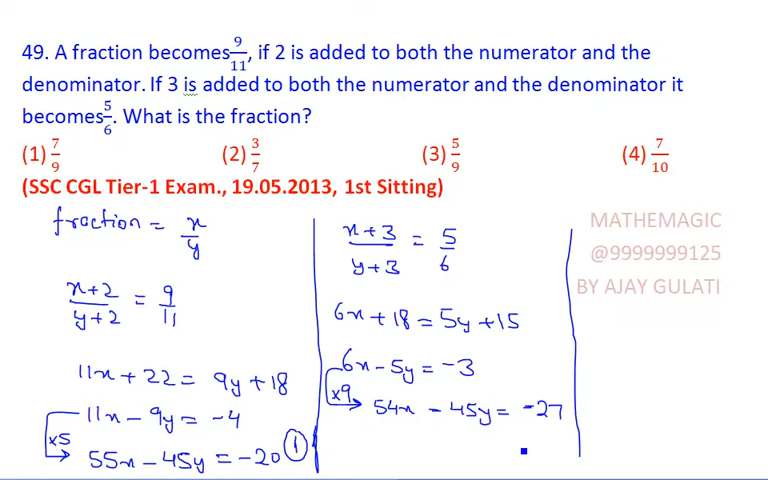 49. A fraction becomes 9/11, if 2 is added to both the numerator and the
denominator. If 3 is added to both the numerator and the denominator it
becomes 5/6. What is the fraction?
(1) 7/9 (2) 3/7 (3) 5/9 (4) 7/10
(SSC CGL Tier-1 Exam., 19.05.2013, 1st Sitting)
fraction = x/y
(x+2)/(y+2) = 9/11
11x + 22 = 9y + 18
11x - 9y = -4
x5
55x - 45y = -20 (1)
(x+3)/(y+3) = 5/6
6x + 18 = 5y + 15
6x - 5y = -3
x9
54x - 45y = -27
MATHEMAGIC
@9999999125
BY AJAY GULATI